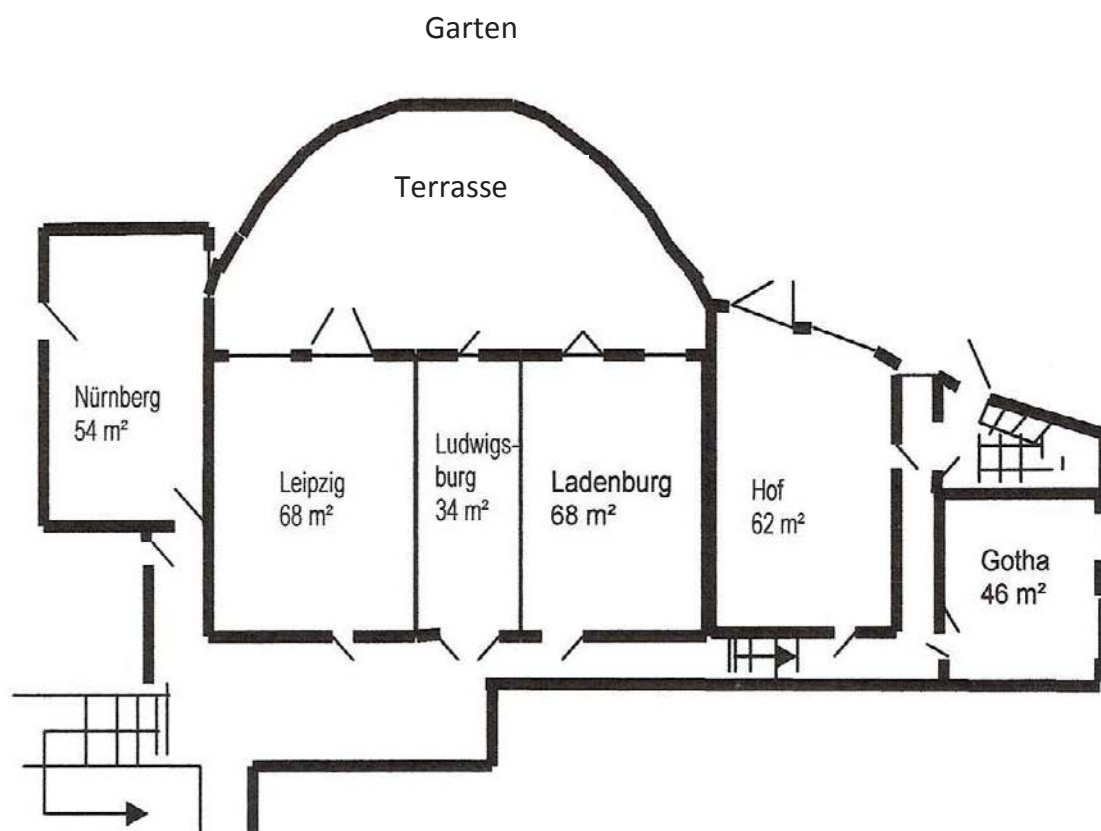 Garten
Terrasse
Nürnberg
54 m²
Leipzig
68 m²
Ludwigs-
burg
34 m²
Ladenburg
68 m²
Hof
62 m²
Gotha
46 m²